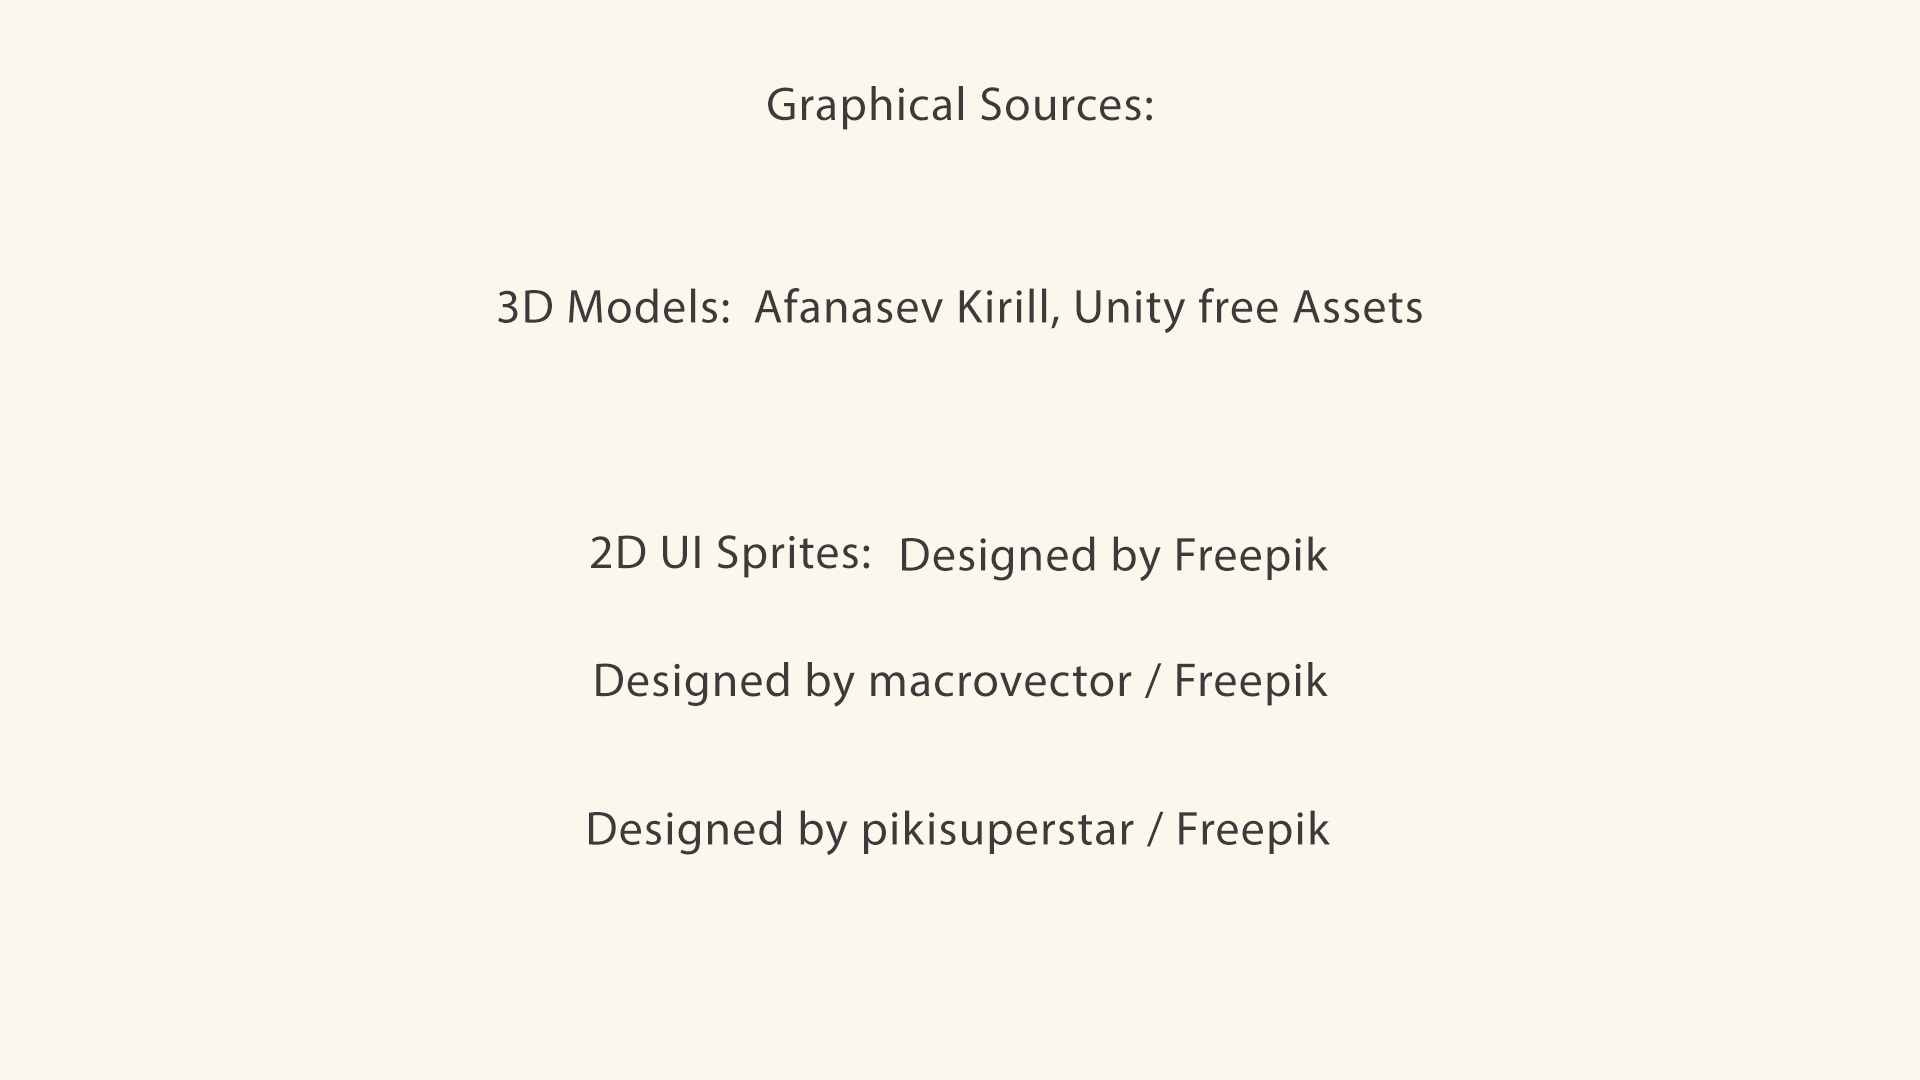 Graphical Sources:
3D Models: Afanasev Kirill, Unity free Assets
2D UI Sprites: Designed by Freepik
Designed by macrovector / Freepik
Designed by pikisuperstar / Freepik